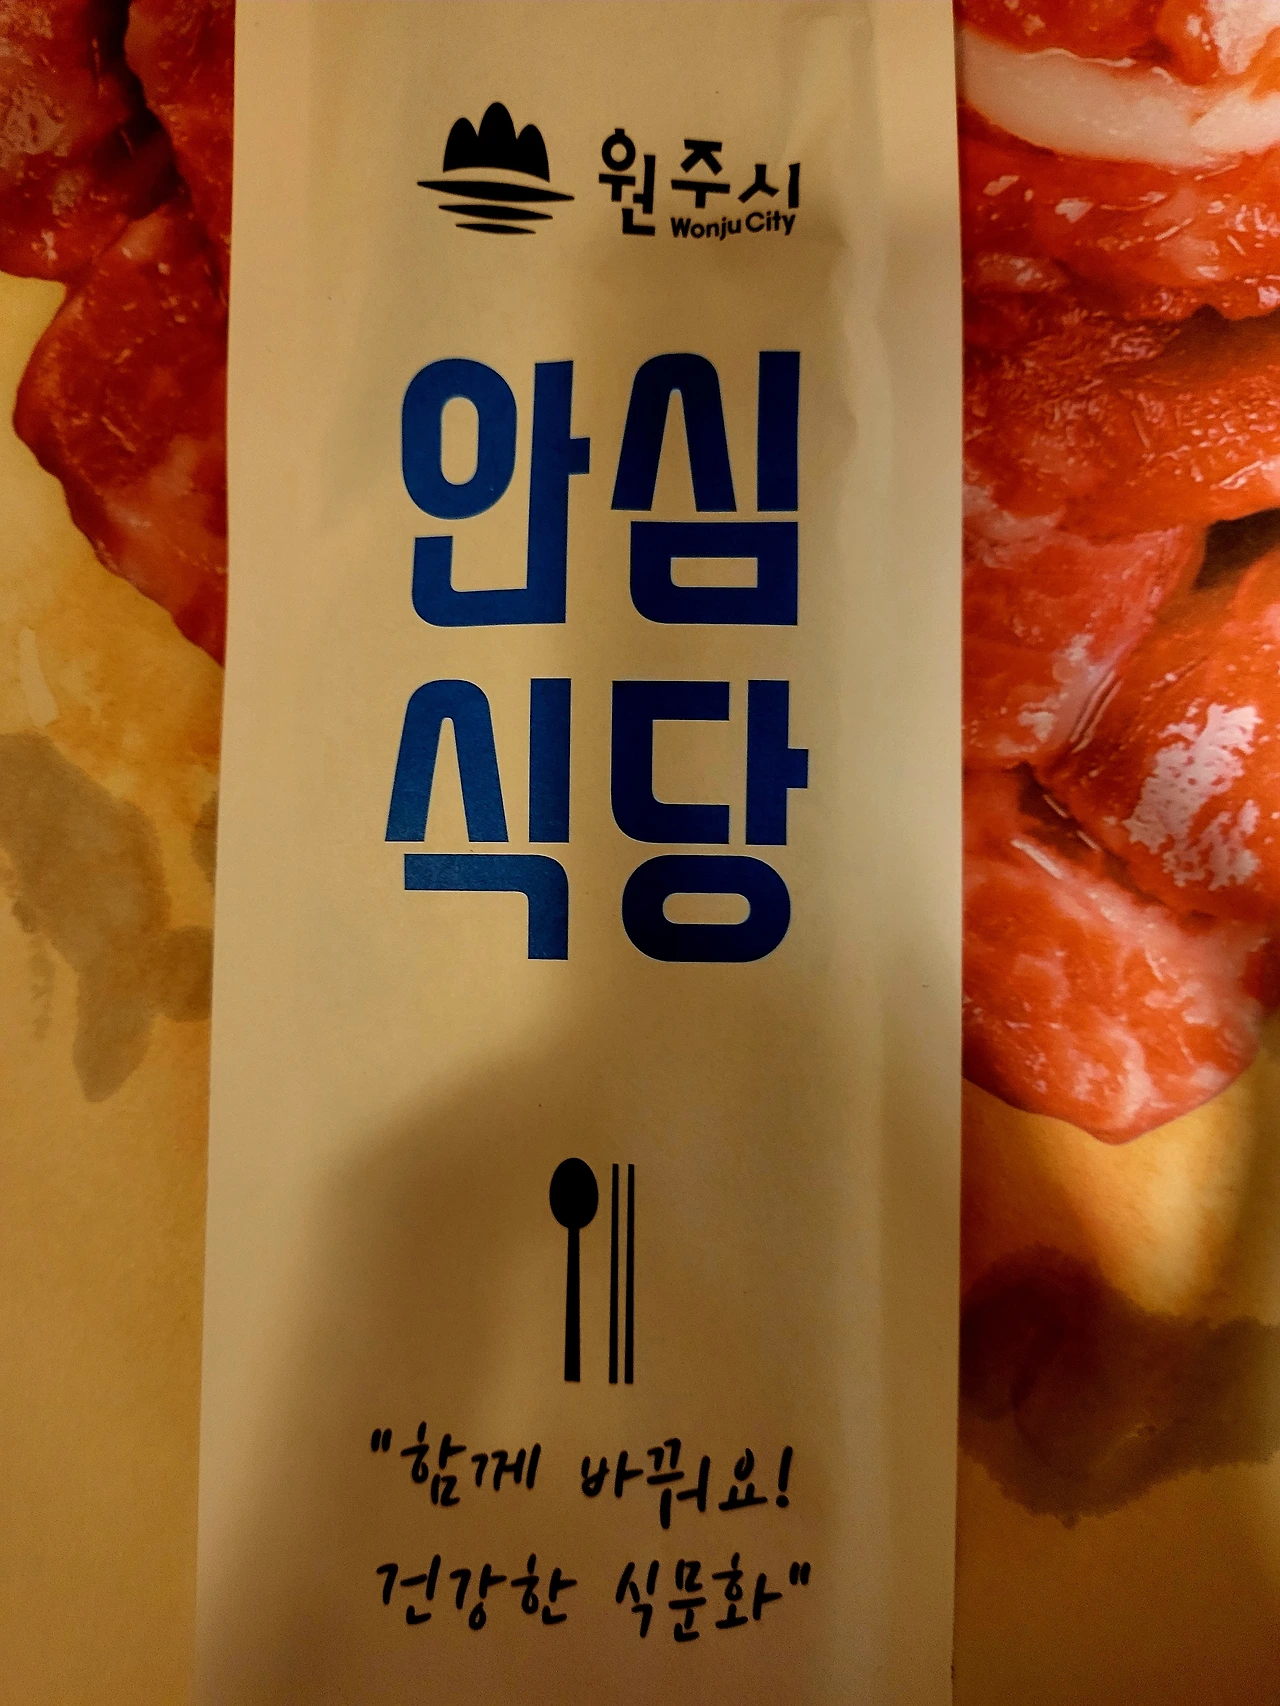 원주시
Wonju City
안심
식당
"함께 바꿔요!
건강한 식문화"